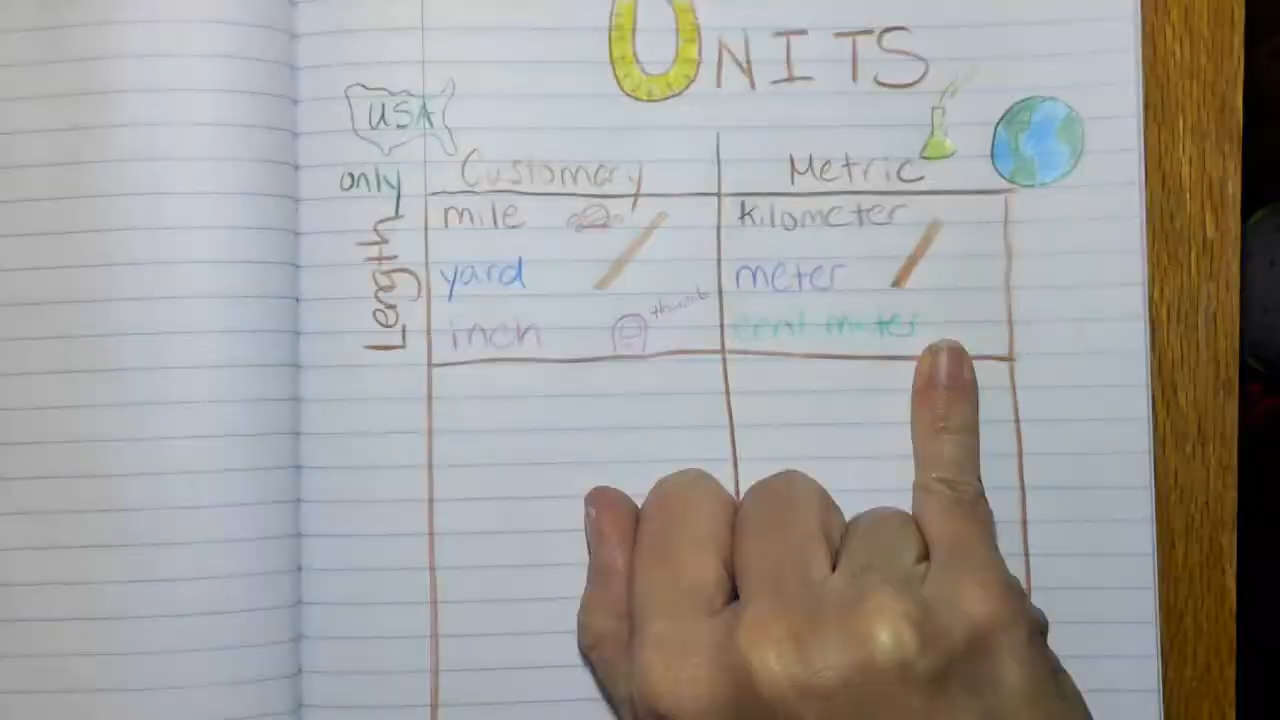 UNITS
USA
only
Customary Metric
Length
mile kilometer
yard meter
inch thumb centimeter